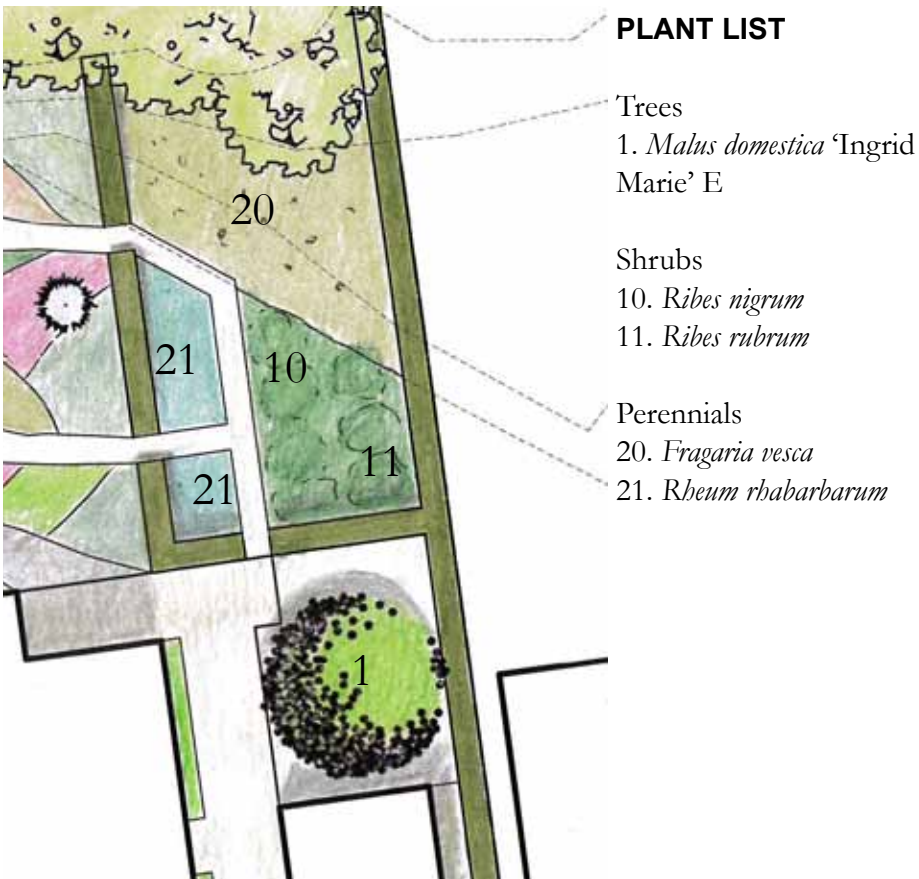 PLANT LIST
Trees
1. Malus domestica ‘Ingrid
Marie’ E
Shrubs
10. Ribes nigrum
11. Ribes rubrum
Perennials
20. Fragaria vesca
21. Rheum rhabarbarum
20
21
10
11
21
1